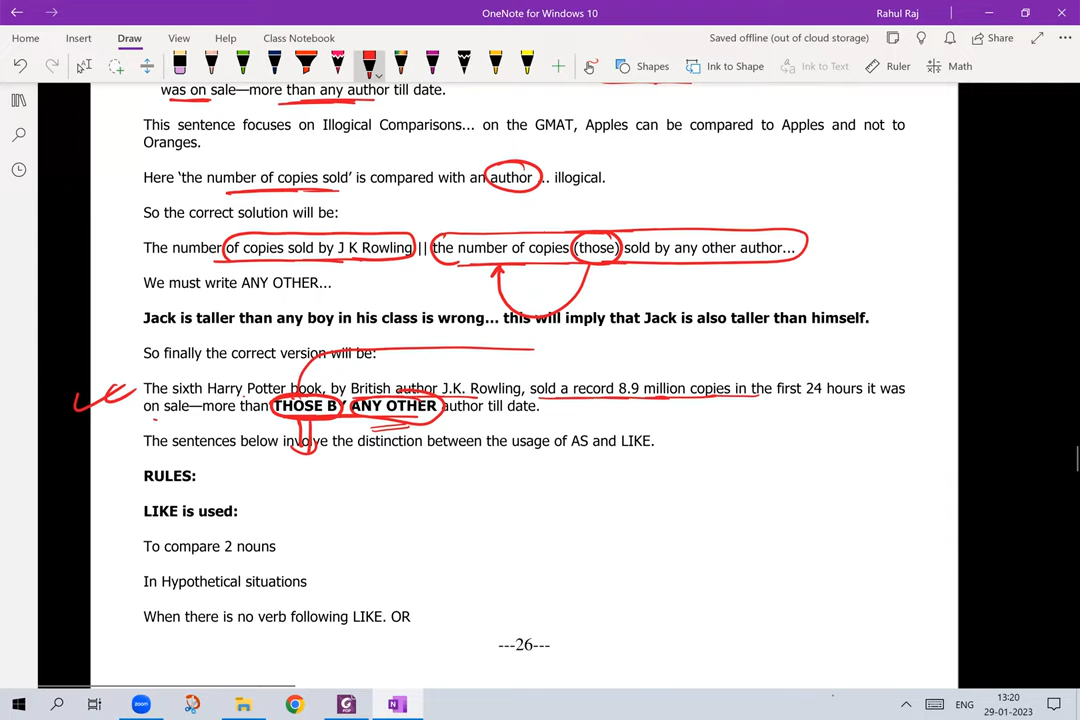 OneNote for Windows 10
Rahul Raj
Home Insert Draw View Help Class Notebook
Saved offline (out of cloud storage)
Share
Shapes
Ink to Shape
Ink to Text
Ruler
Math
was on sale—more than any author till date.
This sentence focuses on Illogical Comparisons... on the GMAT, Apples can be compared to Apples and not to
Oranges.
Here ‘the number of copies sold’ is compared with an author... illogical.
So the correct solution will be:
The number of copies sold by J K Rowling || the number of copies (those) sold by any other author...
We must write ANY OTHER...
Jack is taller than any boy in his class is wrong... this will imply that Jack is also taller than himself.
So finally the correct version will be:
The sixth Harry Potter book, by British author J.K. Rowling, sold a record 8.9 million copies in the first 24 hours it was
on sale—more than THOSE BY ANY OTHER author till date.
The sentences below involve the distinction between the usage of AS and LIKE.
RULES:
LIKE is used:
To compare 2 nouns
In Hypothetical situations
When there is no verb following LIKE. OR
---26---
zoom
ENG
13:20
29-01-2023